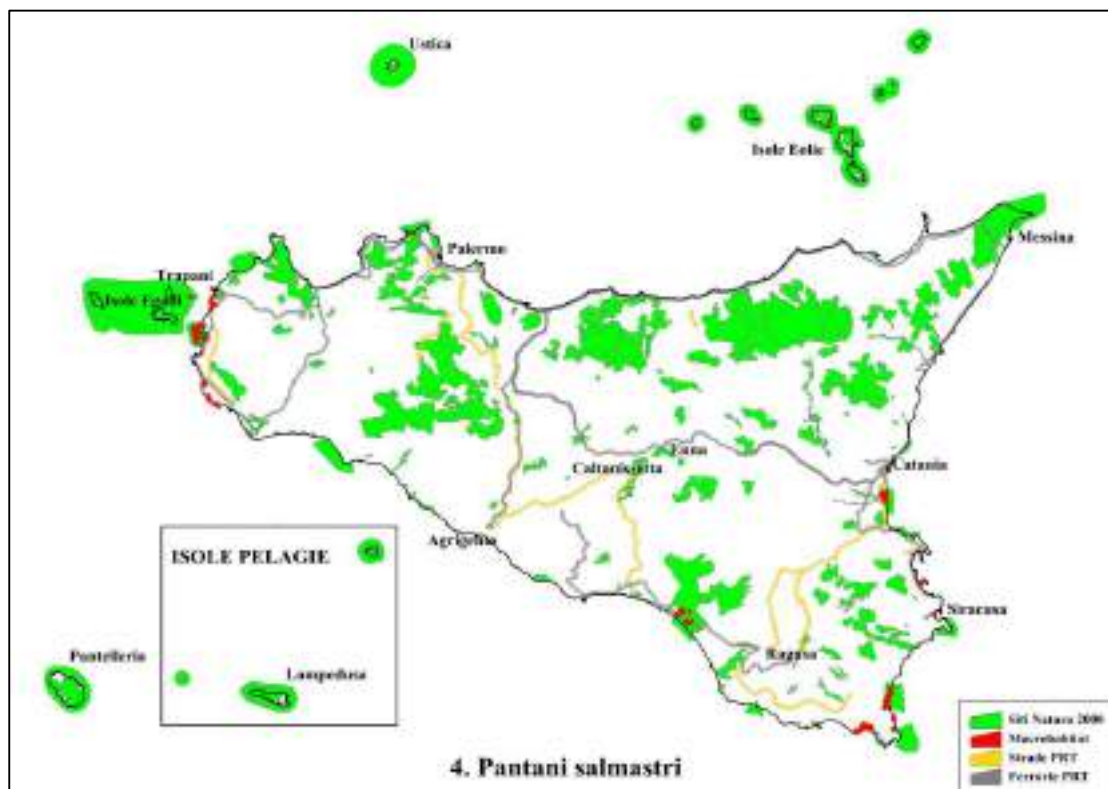 Ustica
Isole Eolie
Messina
Palermo
Trapani
Isole Egadi
Catania
Enna
Caltanissetta
Agrigento
ISOLE PELAGIE
Siracusa
Ragusa
Pantelleria
Lampedusa
Siti Natura 2000
Macrohabitat
Strade PRT
Ferrovie PRT
4. Pantani salmastri